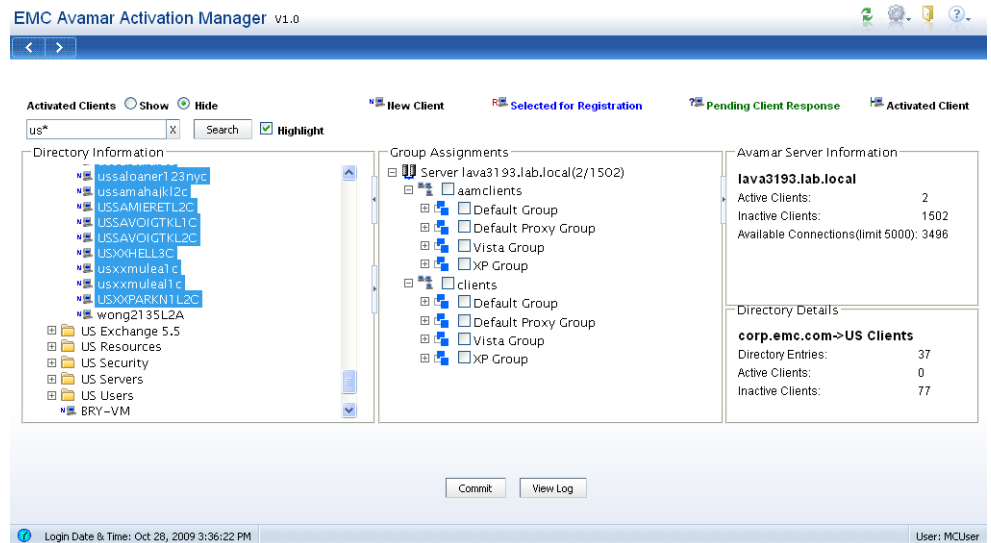 EMC Avamar Activation Manager V1.0
Activated Clients Show Hide
New Client
Selected for Registration
Pending Client Response
Activated Client
us*
X
Search
Highlight
Directory Information
ussaloaner123nyc
ussamahajkl2c
USSAMIERETL2C
USSAVOIGTKL1C
USSAVOIGTKL2C
USXXHELL3C
usxxmulea1c
usxxmuleal1c
USXXPARKN1L2C
wong2135L2A
US Exchange 5.5
US Resources
US Security
US Servers
US Users
BRY-VM
Group Assignments
Server lava3193.lab.local(2/1502)
aamclients
Default Group
Default Proxy Group
Vista Group
XP Group
clients
Default Group
Default Proxy Group
Vista Group
XP Group
Avamar Server Information
lava3193.lab.local
Active Clients: 2
Inactive Clients: 1502
Available Connections(limit 5000): 3496
Directory Details
corp.emc.com->US Clients
Directory Entries: 37
Active Clients: 0
Inactive Clients: 77
Commit
View Log
Login Date & Time: Oct 28, 2009 3:36:22 PM
User: MCUser